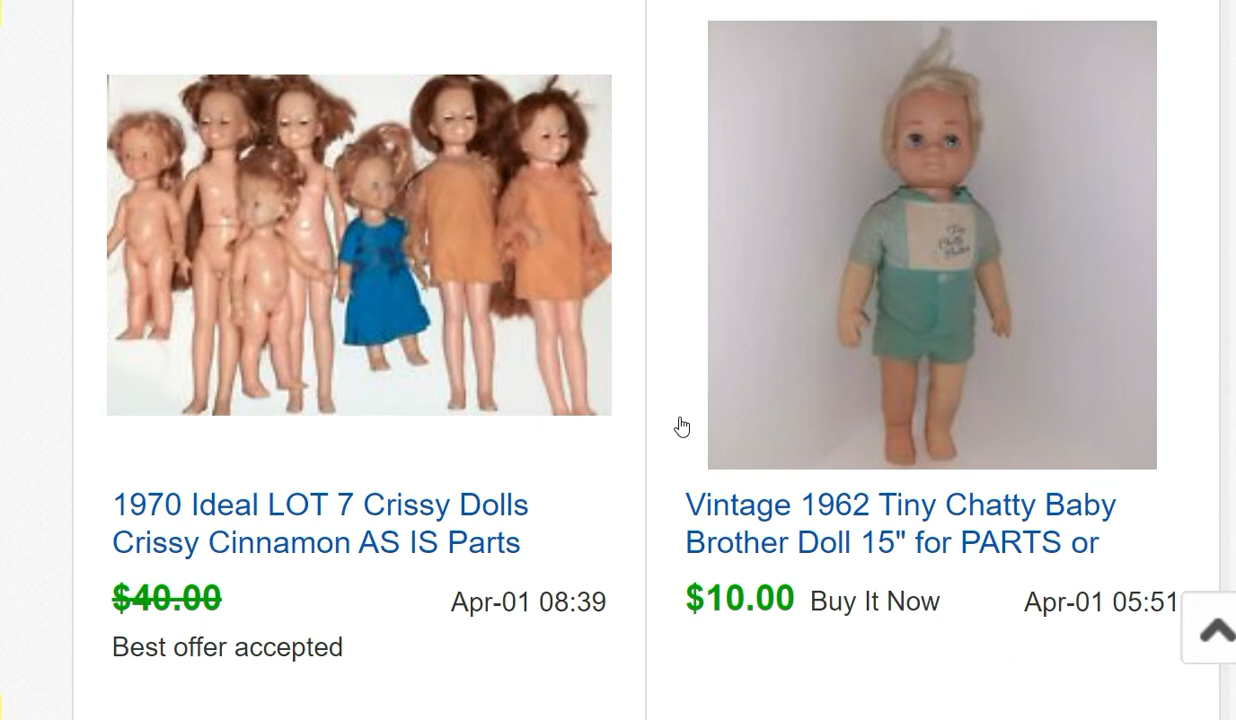 1970 Ideal LOT 7 Crissy Dolls
Crissy Cinnamon AS IS Parts
$40.00
Apr-01 08:39
Best offer accepted
Vintage 1962 Tiny Chatty Baby
Brother Doll 15" for PARTS or
$10.00 Buy It Now
Apr-01 05:51